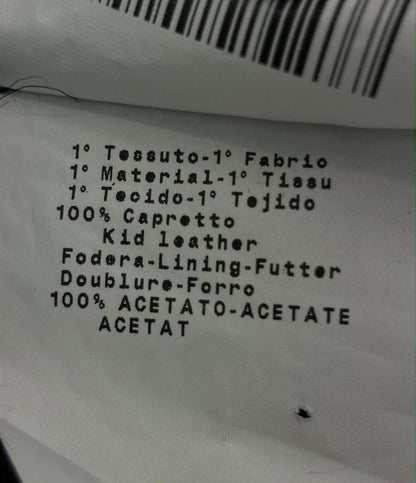 1° Tessuto-1° Fabric
1° Material-1° Tissu
1° Tecido-1° Tejido
100% Capretto
Kid leather
Fodera-Lining-Futter
Doublure-Forro
100% ACETATO-ACETATE
ACETAT